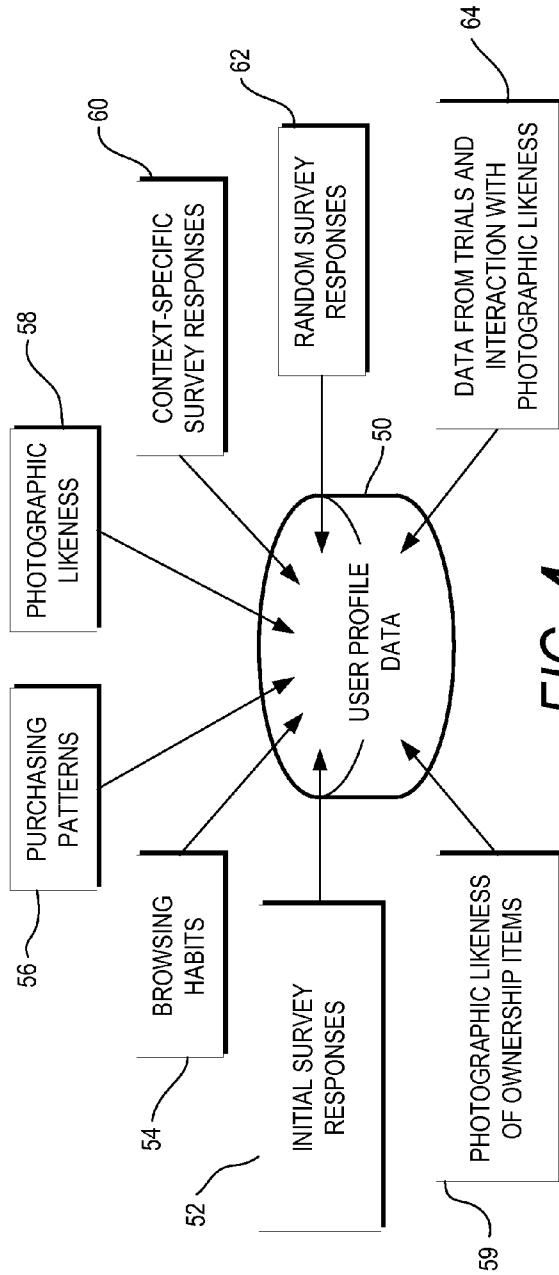 56
PURCHASING
PATTERNS
PHOTOGRAPHIC
LIKENESS
58
54
BROWSING
HABITS
CONTEXT-SPECIFIC
SURVEY RESPONSES
60
52
INITIAL SURVEY
RESPONSES
USER PROFILE
DATA
50
RANDOM SURVEY
RESPONSES
62
59
PHOTOGRAPHIC LIKENESS
OF OWNERSHIP ITEMS
DATA FROM TRIALS AND
INTERACTION WITH
PHOTOGRAPHIC LIKENESS
64
FIG. 4